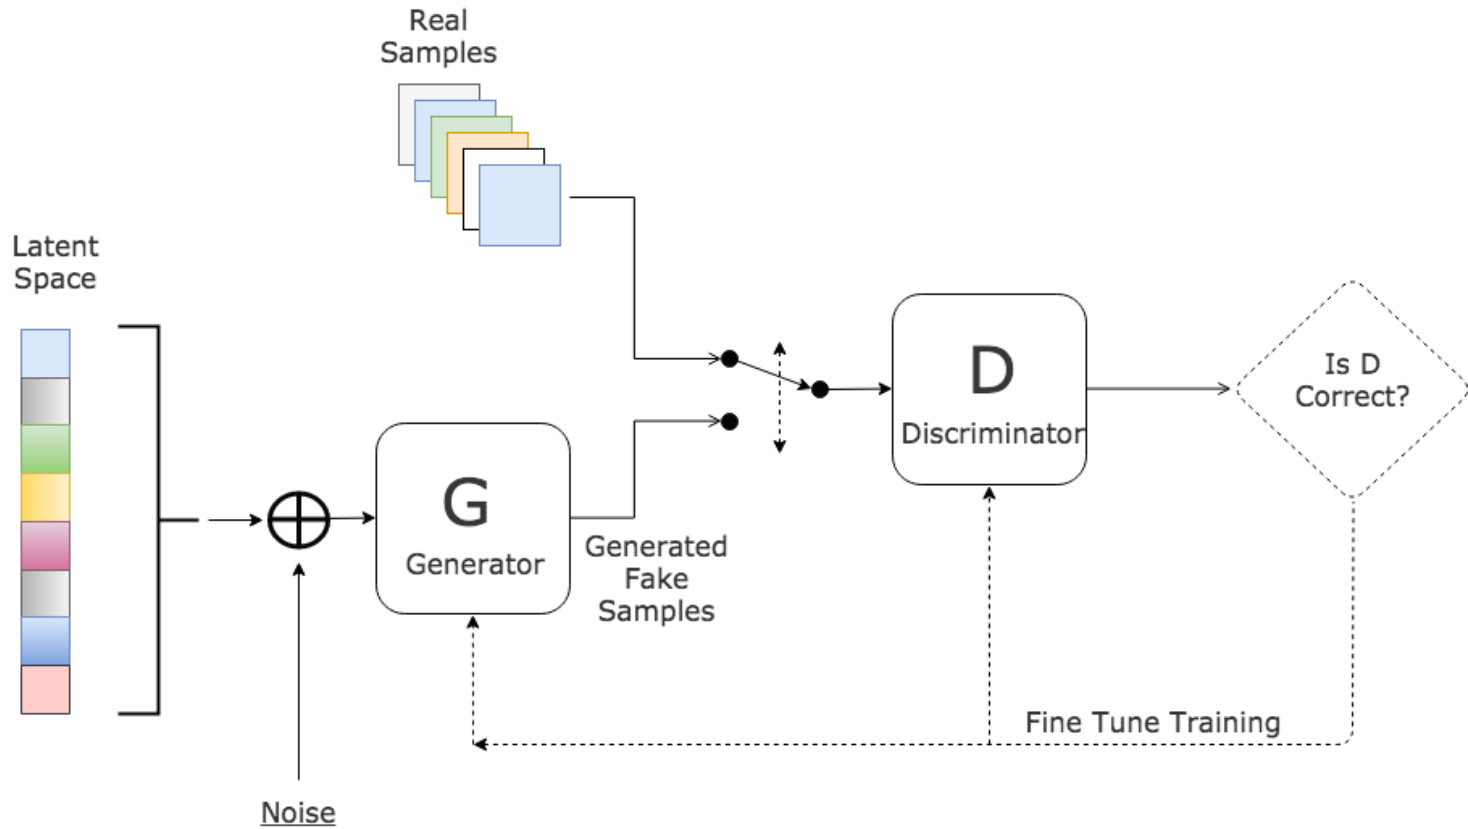 Real
Samples
Latent
Space
D
Discriminator
Is D
Correct?
G
Generator
Generated
Fake
Samples
Fine Tune Training
Noise